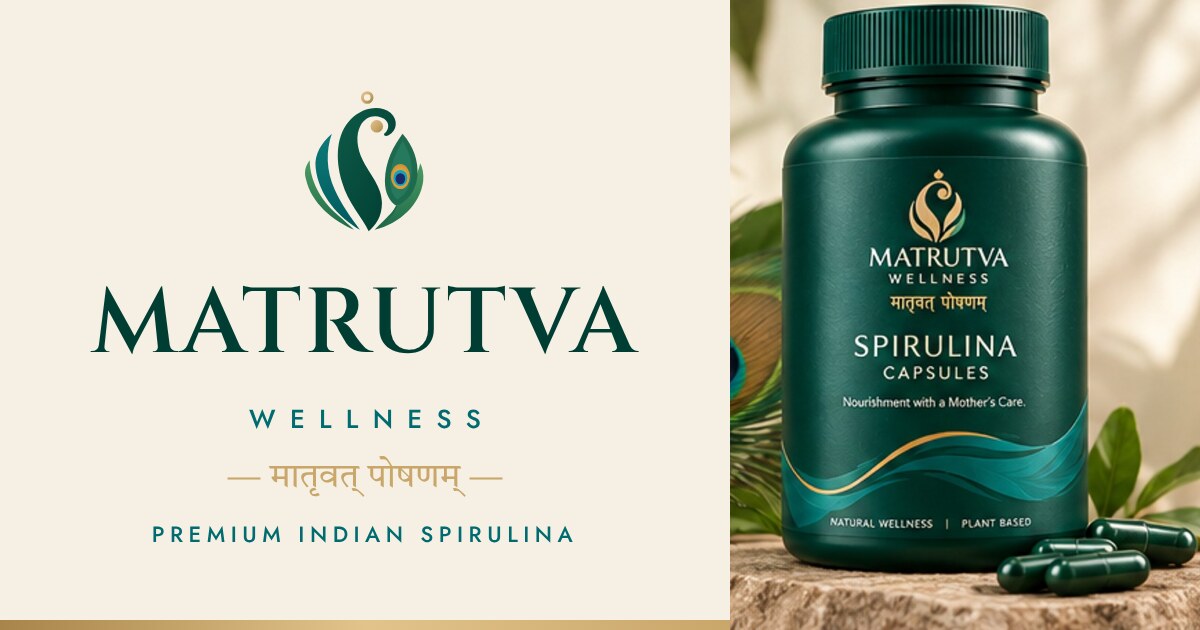 MATRUTVA
WELLNESS
— मातृवत् पोषणम् —
PREMIUM INDIAN SPIRULINA
MATRUTVA
WELLNESS
मातृवत् पोषणम्
SPIRULINA
CAPSULES
Nourishment with a Mother's Care.
NATURAL WELLNESS | PLANT BASED